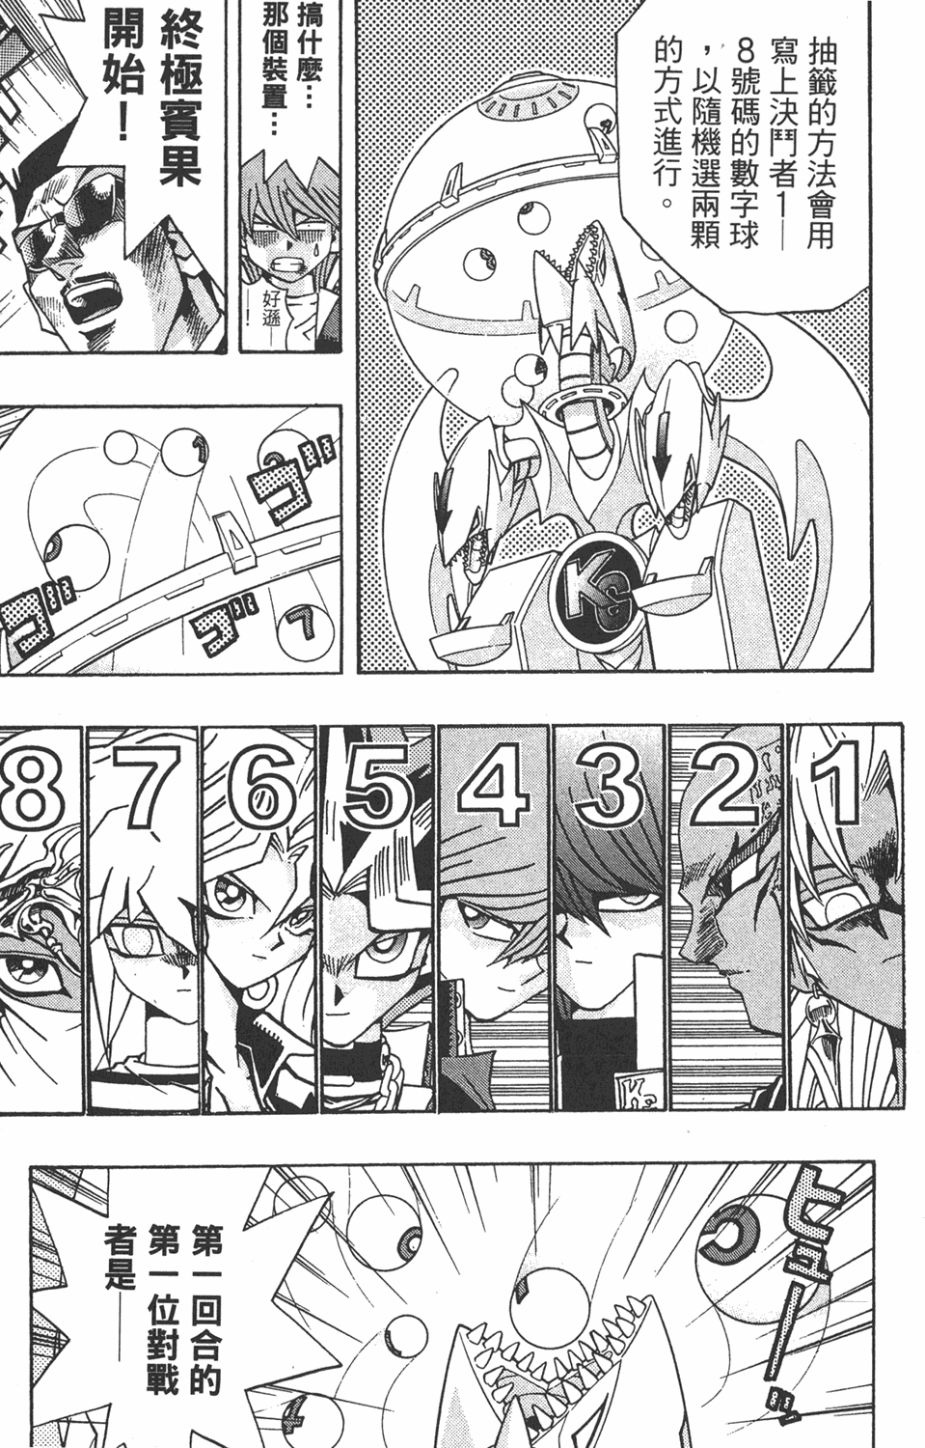 抽籤的方法會用
寫上決鬥者1—
8號碼的數字球
，以隨機選兩顆
的方式進行。
KC
搞什麼…
那個裝置…
好遜
—！
終極賓果
開始！
1
7
ゴ"
ゴ"
ゴ"
1
2
3
4
5
6
7
8
ヒュー
ッ
第一回合的
第一位對戰
者是——